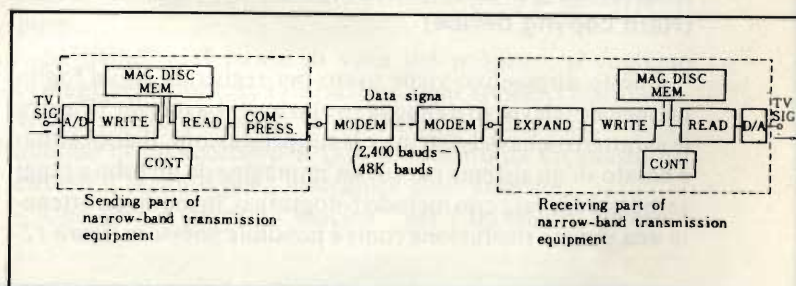 MAG. DISC
MEM.
TV
SIG
A/D
WRITE
READ
COM-
PRESS.
CONT
Sending part of
narrow-band transmission
equipment
Data signa
MODEM
MODEM
(2,400 bauds~
48K bauds)
MAG. DISC
MEM.
EXPAND
WRITE
READ
D/A
TV
SIG
CONT
Receiving part of
narrow-band transmission
equipment